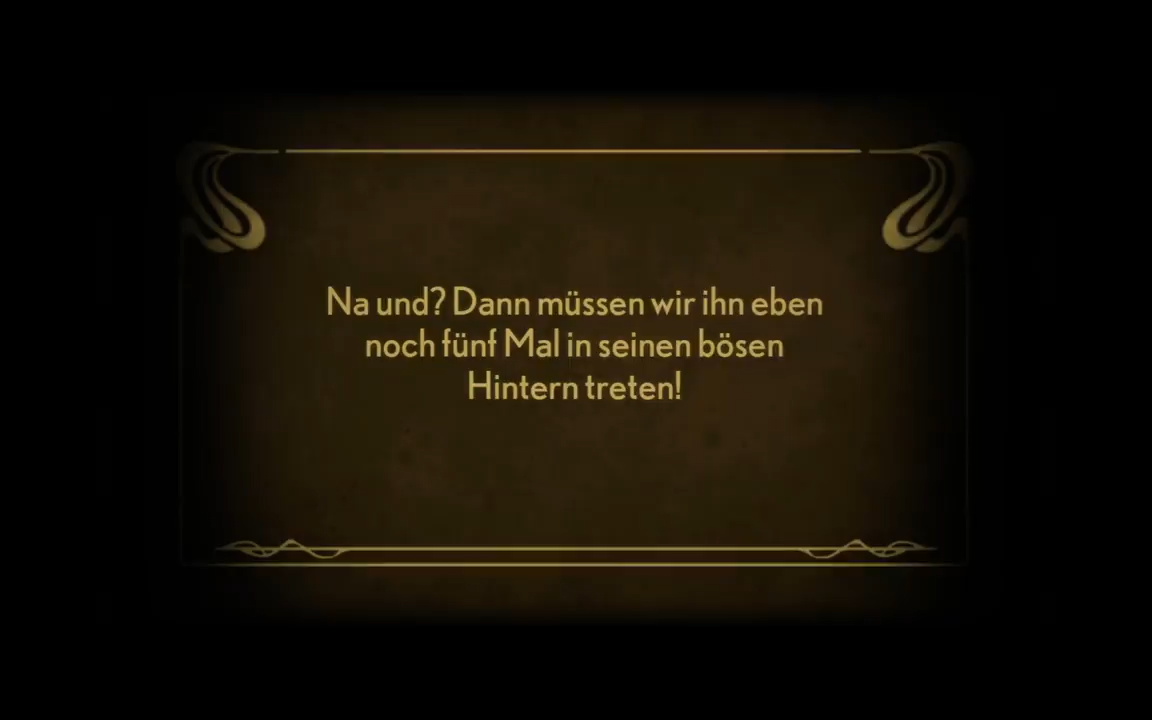 Na und? Dann müssen wir ihn eben
noch fünf Mal in seinen bösen
Hintern treten!